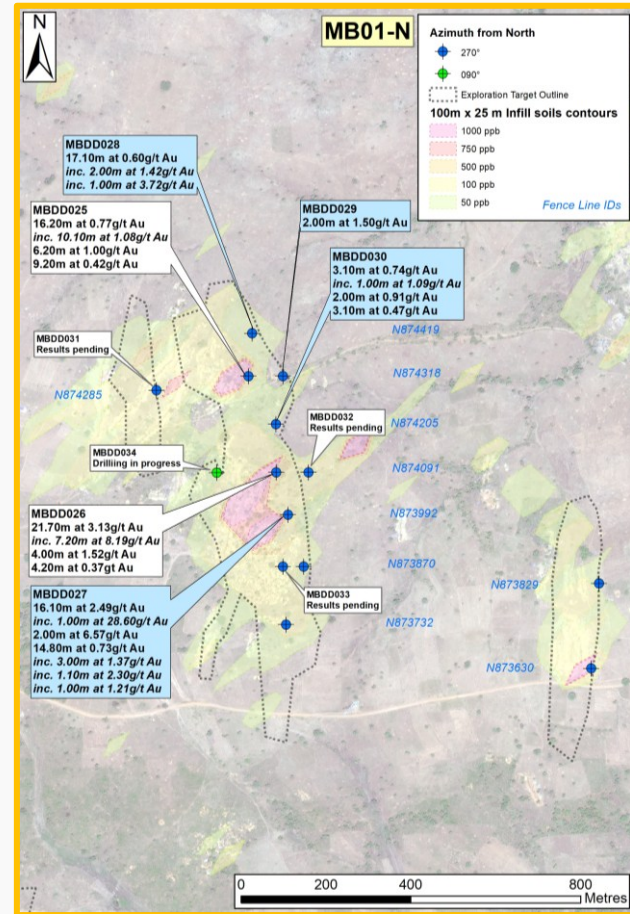 N
MB01-N
Azimuth from North
270°
090°
Exploration Target Outline
100m x 25 m Infill soils contours
1000 ppb
750 ppb
500 ppb
100 ppb
50 ppb
Fence Line IDs
MBDD028
17.10m at 0.60g/t Au
inc. 2.00m at 1.42g/t Au
inc. 1.00m at 3.72g/t Au
MBDD025
16.20m at 0.77g/t Au
inc. 10.10m at 1.08g/t Au
6.20m at 1.00g/t Au
9.20m at 0.42g/t Au
MBDD029
2.00m at 1.50g/t Au
MBDD030
3.10m at 0.74g/t Au
inc. 1.00m at 1.09g/t Au
2.00m at 0.91g/t Au
3.10m at 0.47g/t Au
N874419
MBDD031
Results pending
N874318
N874285
N874205
MBDD032
Results pending
MBDD034
Drilliing in progress
N874091
MBDD026
21.70m at 3.13g/t Au
inc. 7.20m at 8.19g/t Au
4.00m at 1.52g/t Au
4.20m at 0.37gt Au
N873992
N873870
N873829
MBDD033
Results pending
MBDD027
16.10m at 2.49g/t Au
inc. 1.00m at 28.60g/t Au
2.00m at 6.57g/t Au
14.80m at 0.73g/t Au
inc. 3.00m at 1.37g/t Au
inc. 1.10m at 2.30g/t Au
inc. 1.00m at 1.21g/t Au
N873732
N873630
0 200 400 800
Metres